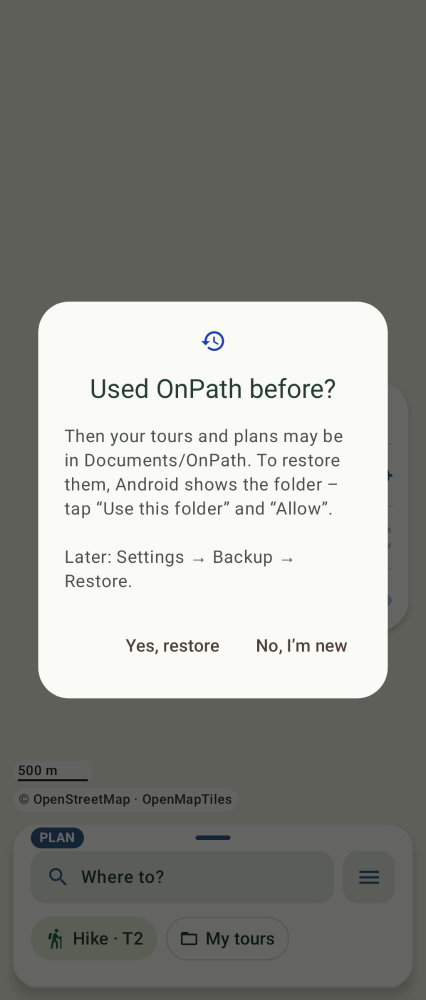 Used OnPath before?
Then your tours and plans may be
in Documents/OnPath. To restore
them, Android shows the folder –
tap “Use this folder” and “Allow”.
Later: Settings → Backup →
Restore.
Yes, restore No, I’m new
500 m
© OpenStreetMap · OpenMapTiles
PLAN
Where to?
Hike · T2 My tours